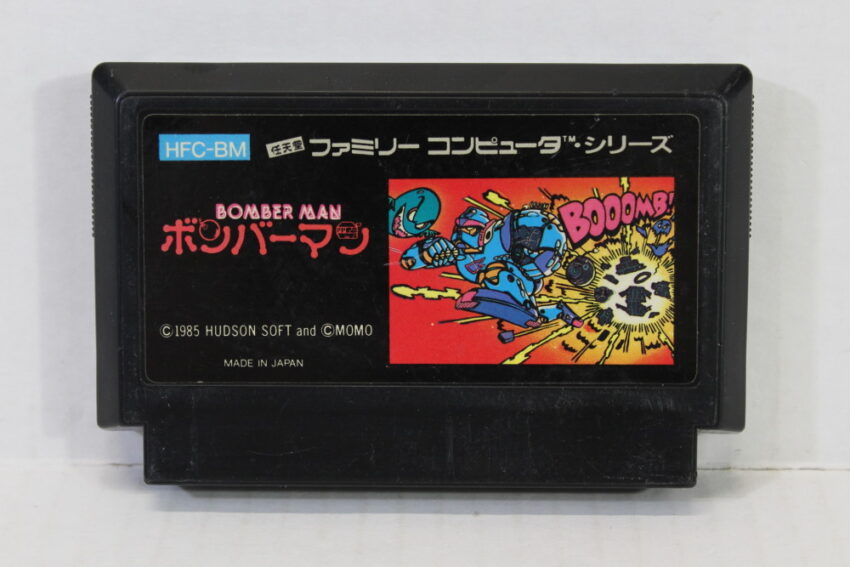 HFC-BM
任天堂 ファミリー コンピュータ™・シリーズ
BOMBER MAN
ボンバーマン
BOOOMB!
©1985 HUDSON SOFT and ©MOMO
MADE IN JAPAN